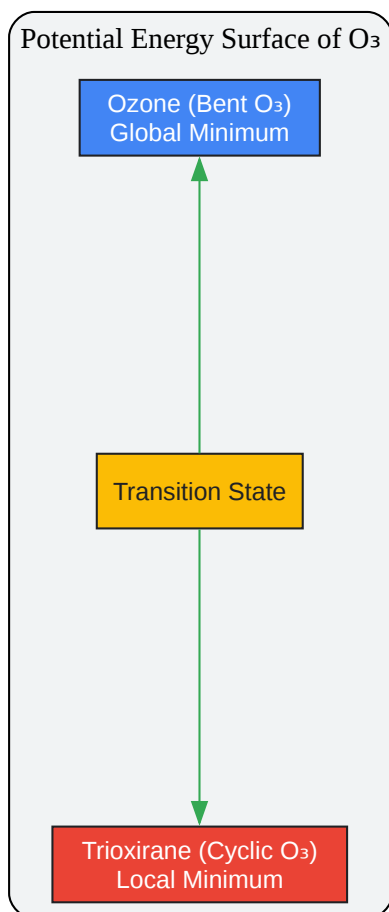 Potential Energy Surface of O₃
Ozone (Bent O₃)
Global Minimum
Transition State
Trioxirane (Cyclic O₃)
Local Minimum